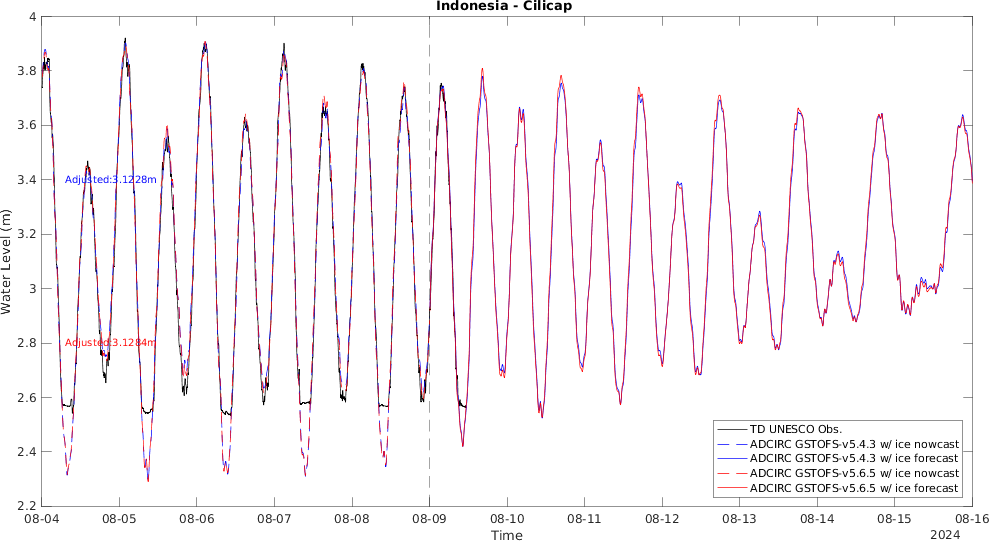 Indonesia - Cilicap
4
3.8
3.6
3.4
3.2
3
2.8
2.6
2.4
2.2
Water Level (m)
Adjusted:3.1228m
Adjusted:3.1284m
TD UNESCO Obs.
ADCIRC GSTOFS-v5.4.3 w/ ice nowcast
ADCIRC GSTOFS-v5.4.3 w/ ice forecast
ADCIRC GSTOFS-v5.6.5 w/ ice nowcast
ADCIRC GSTOFS-v5.6.5 w/ ice forecast
08-04 08-05 08-06 08-07 08-08 08-09 08-10 08-11 08-12 08-13 08-14 08-15 08-16
Time
2024